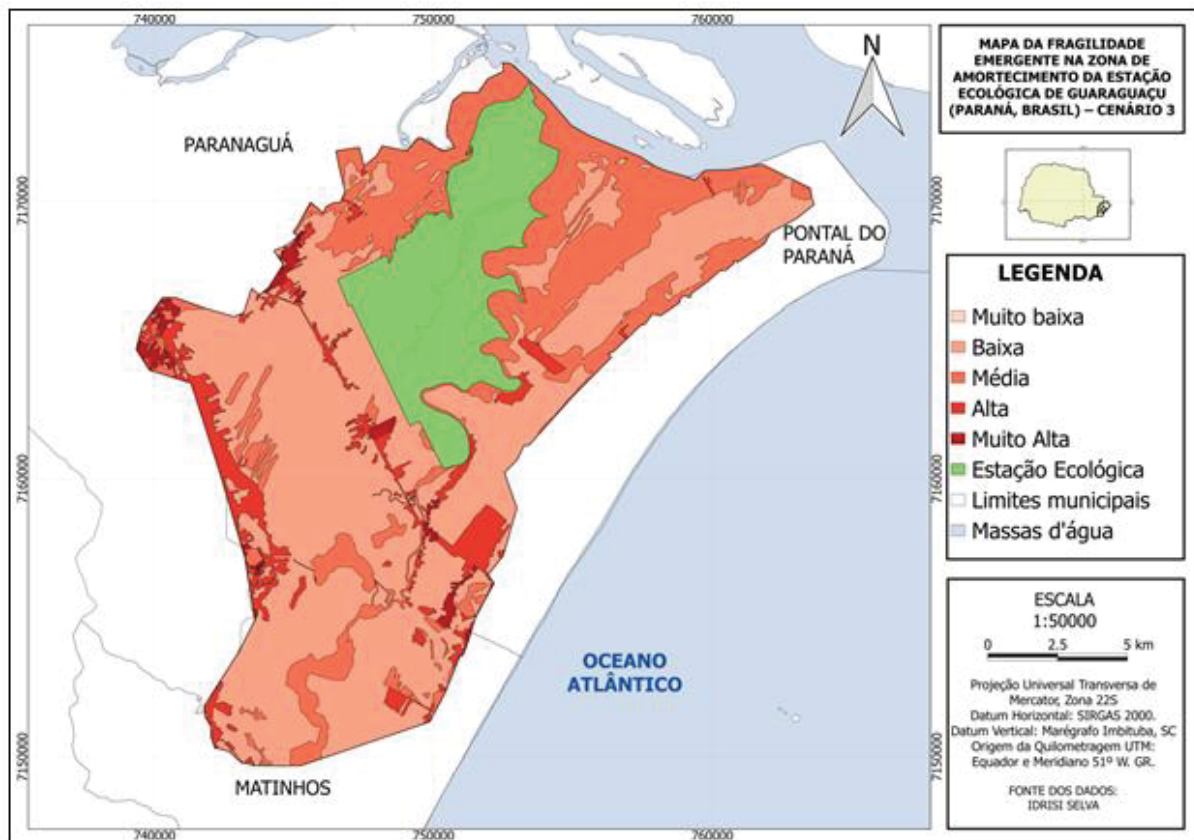 740000
750000
760000
7170000
7160000
7150000
PARANAGUÁ
N
PONTAL DO
PARANÁ
OCEANO
ATLÂNTICO
MATINHOS
7170000
7160000
7150000
740000
750000
760000
MAPA DA FRAGILIDADE
EMERGENTE NA ZONA DE
AMORTECIMENTO DA ESTAÇÃO
ECOLÓGICA DE GUARAGUAÇU
(PARANÁ, BRASIL) – CENÁRIO 3
LEGENDA
Muito baixa
Baixa
Média
Alta
Muito Alta
Estação Ecológica
Limites municipais
Massas d'água
ESCALA
1:50000
0 2.5 5 km
Projeção Universal Transversa de
Mercator, Zona 22S
Datum Horizontal: SIRGAS 2000.
Datum Vertical: Marégrafo Imbituba, SC
Origem da Quilometragem UTM:
Equador e Meridiano 51º W. GR.
FONTE DOS DADOS:
IDRISI SELVA